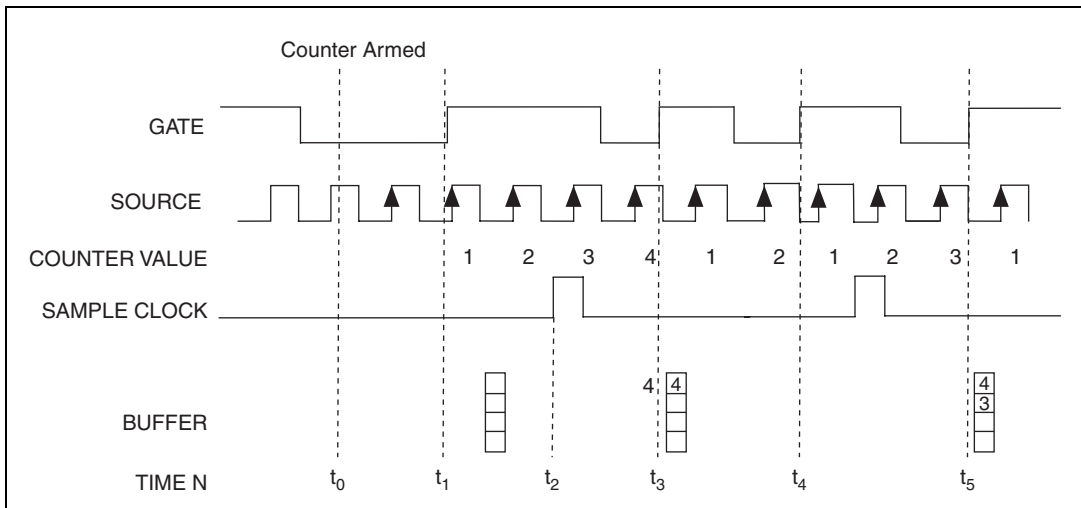 Counter Armed
GATE
SOURCE
COUNTER VALUE 1 2 3 4 1 2 1 2 3 1
SAMPLE CLOCK
4 4 4
3
BUFFER
TIME N t0 t1 t2 t3 t4 t5